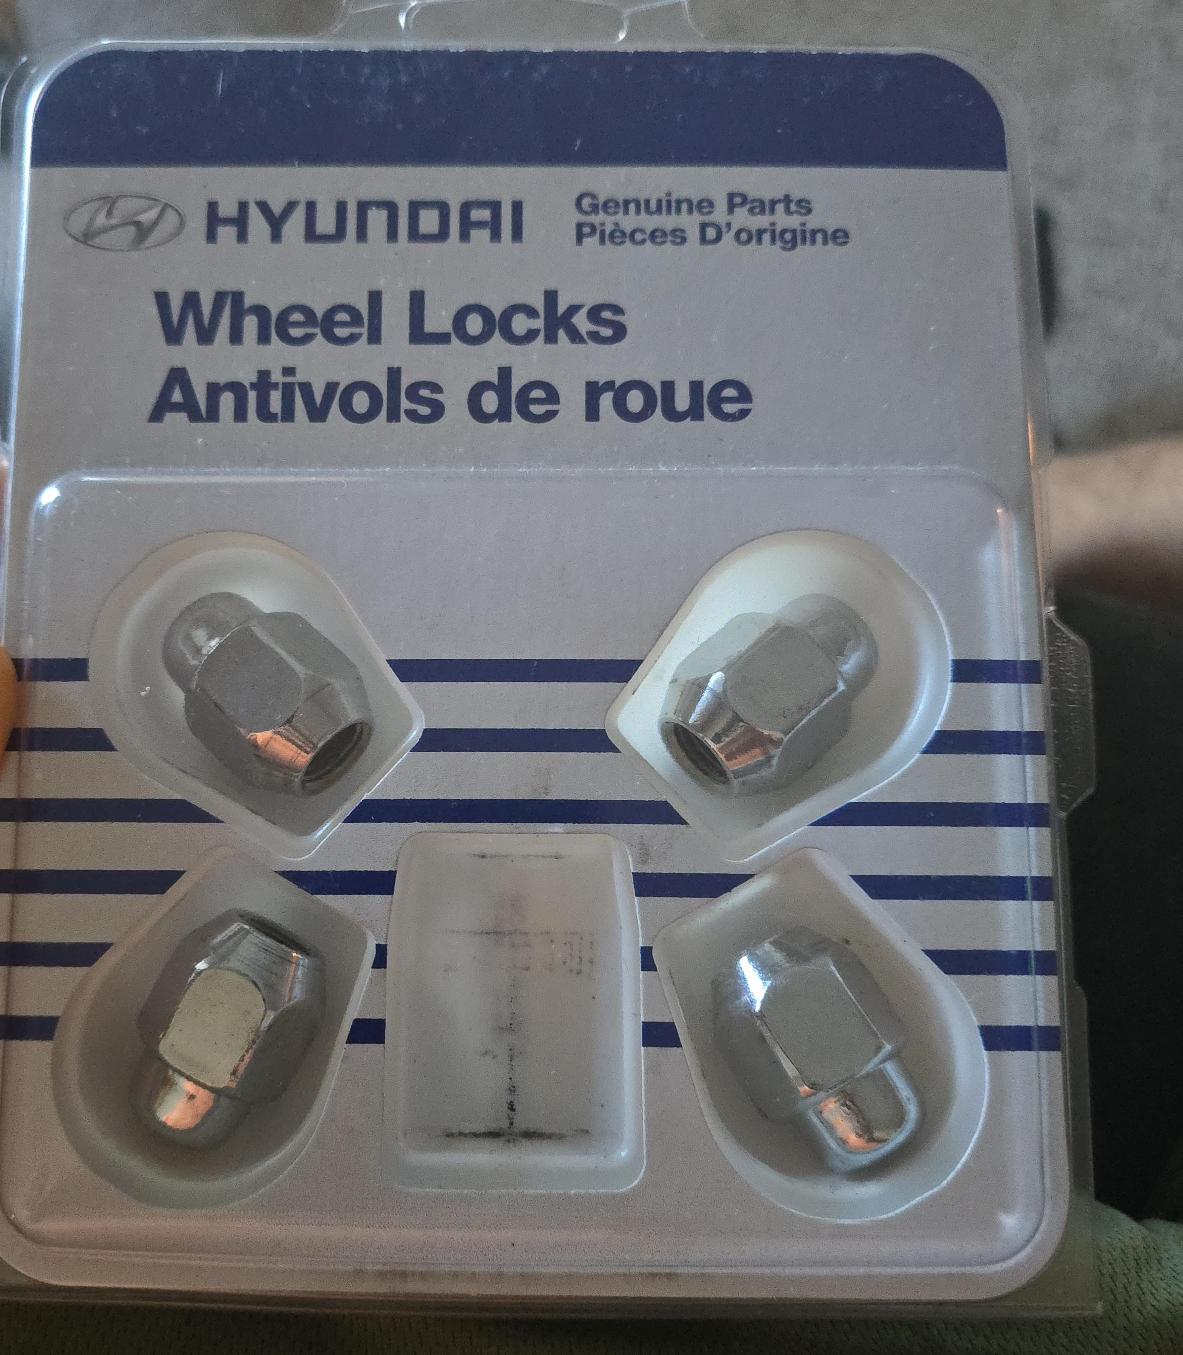 HYUNDAI
Genuine Parts
Pièces D'origine
Wheel Locks
Antivols de roue